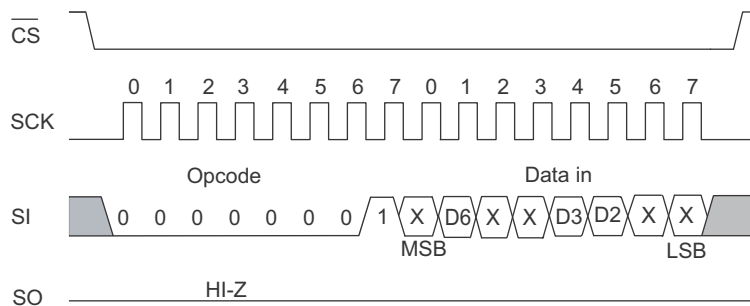 CS
0 1 2 3 4 5 6 7 0 1 2 3 4 5 6 7
SCK
Opcode Data in
SI 0 0 0 0 0 0 0 1 X D6 X X D3 D2 X X
MSB LSB
HI-Z
SO